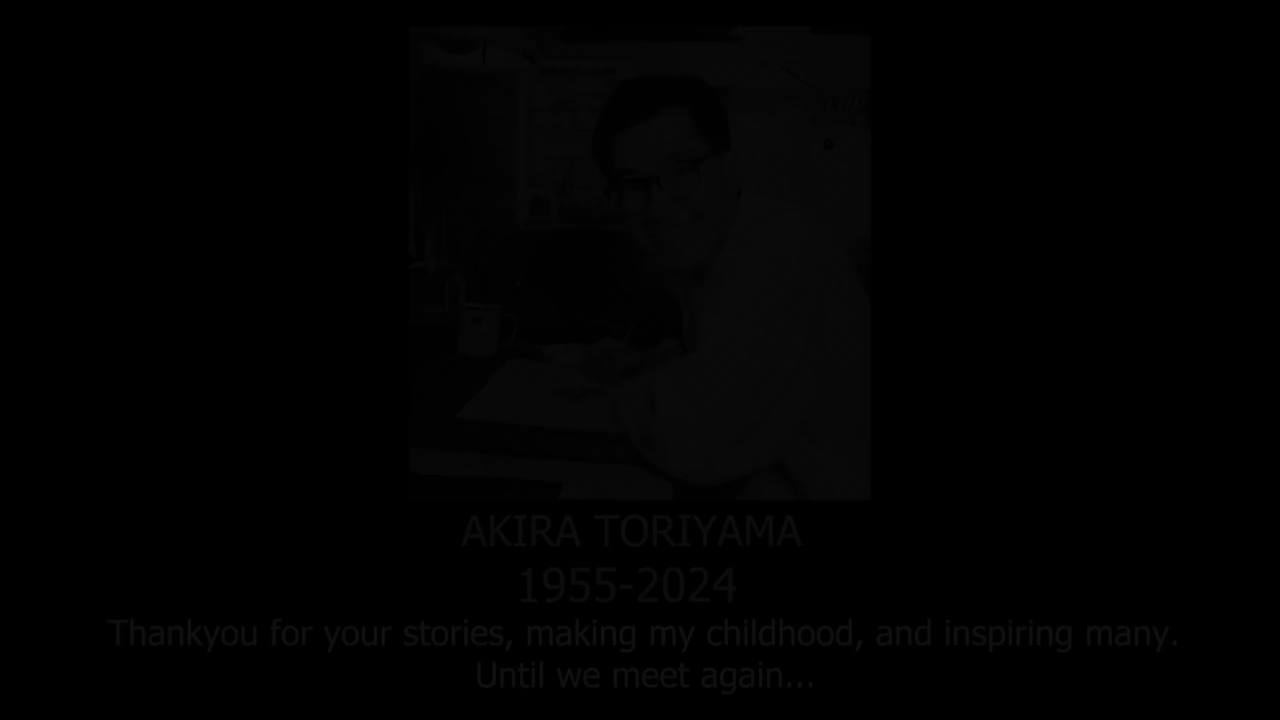 AKIRA TORIYAMA
1955-2024
Thankyou for your stories, making my childhood, and inspiring many.
Until we meet again...